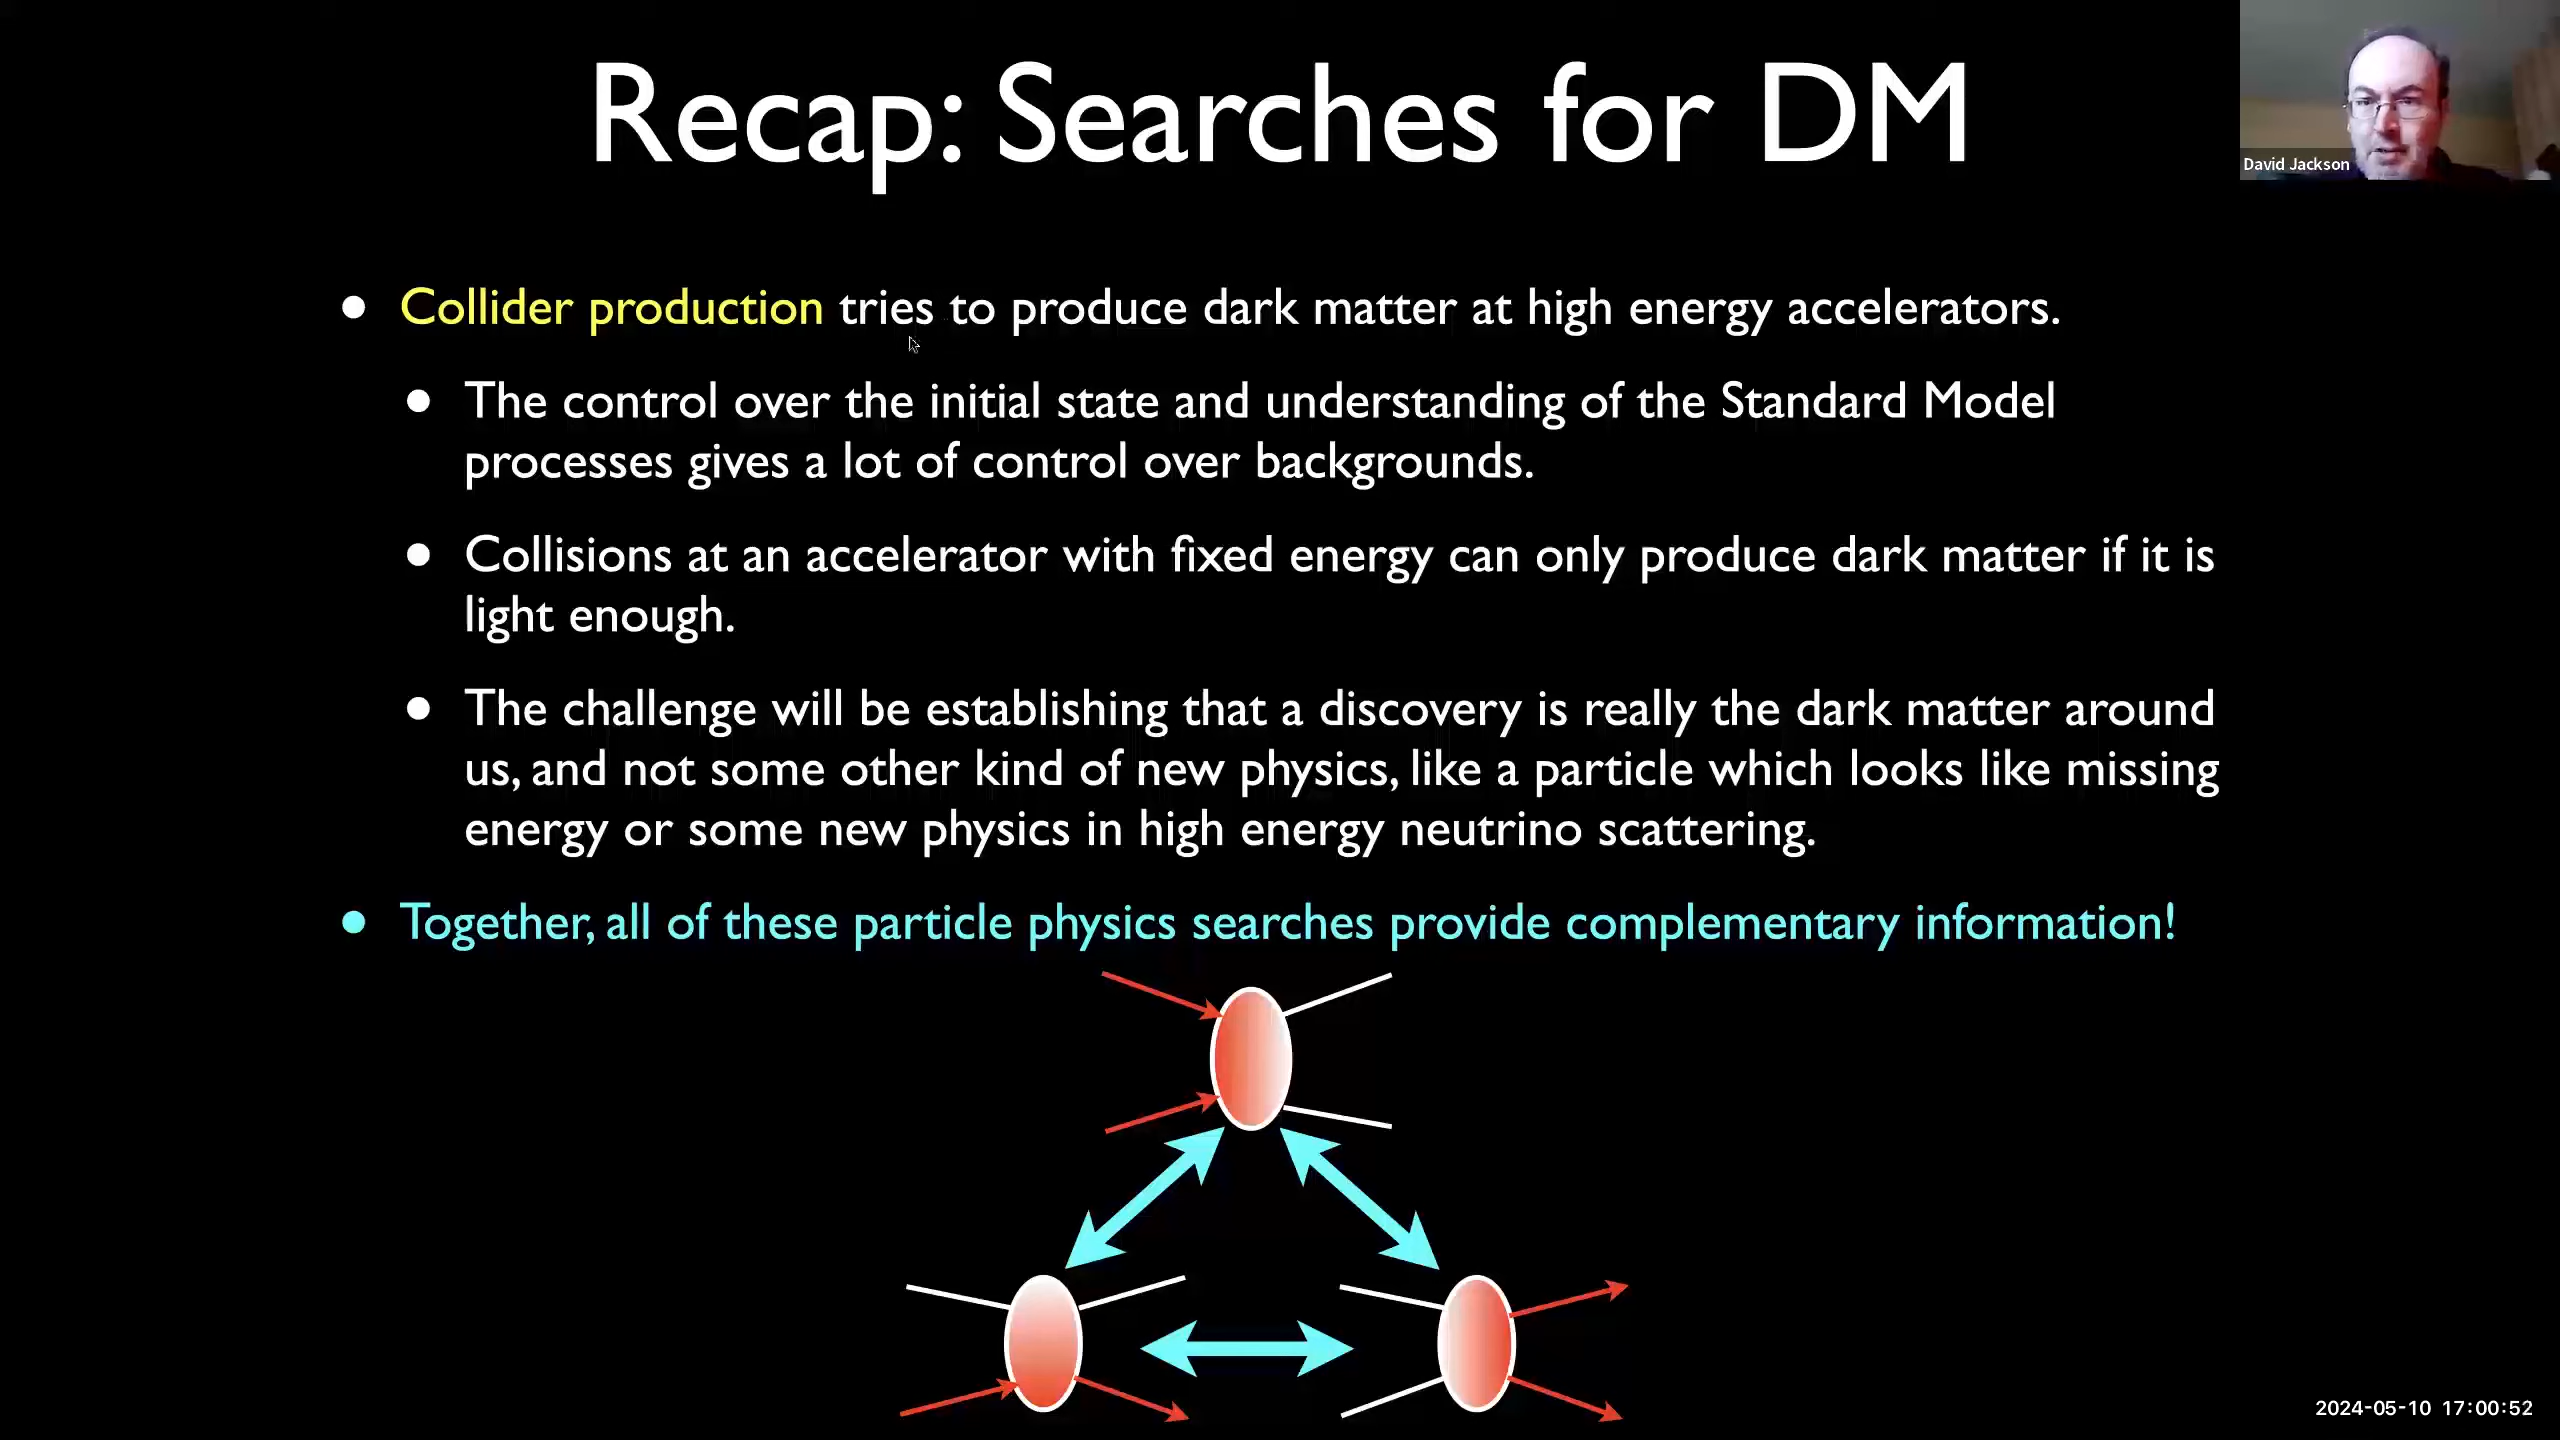 Recap: Searches for DM
David Jackson
• Collider production tries to produce dark matter at high energy accelerators.
• The control over the initial state and understanding of the Standard Model
processes gives a lot of control over backgrounds.
• Collisions at an accelerator with fixed energy can only produce dark matter if it is
light enough.
• The challenge will be establishing that a discovery is really the dark matter around
us, and not some other kind of new physics, like a particle which looks like missing
energy or some new physics in high energy neutrino scattering.
• Together, all of these particle physics searches provide complementary information!
2024-05-10 17:00:52